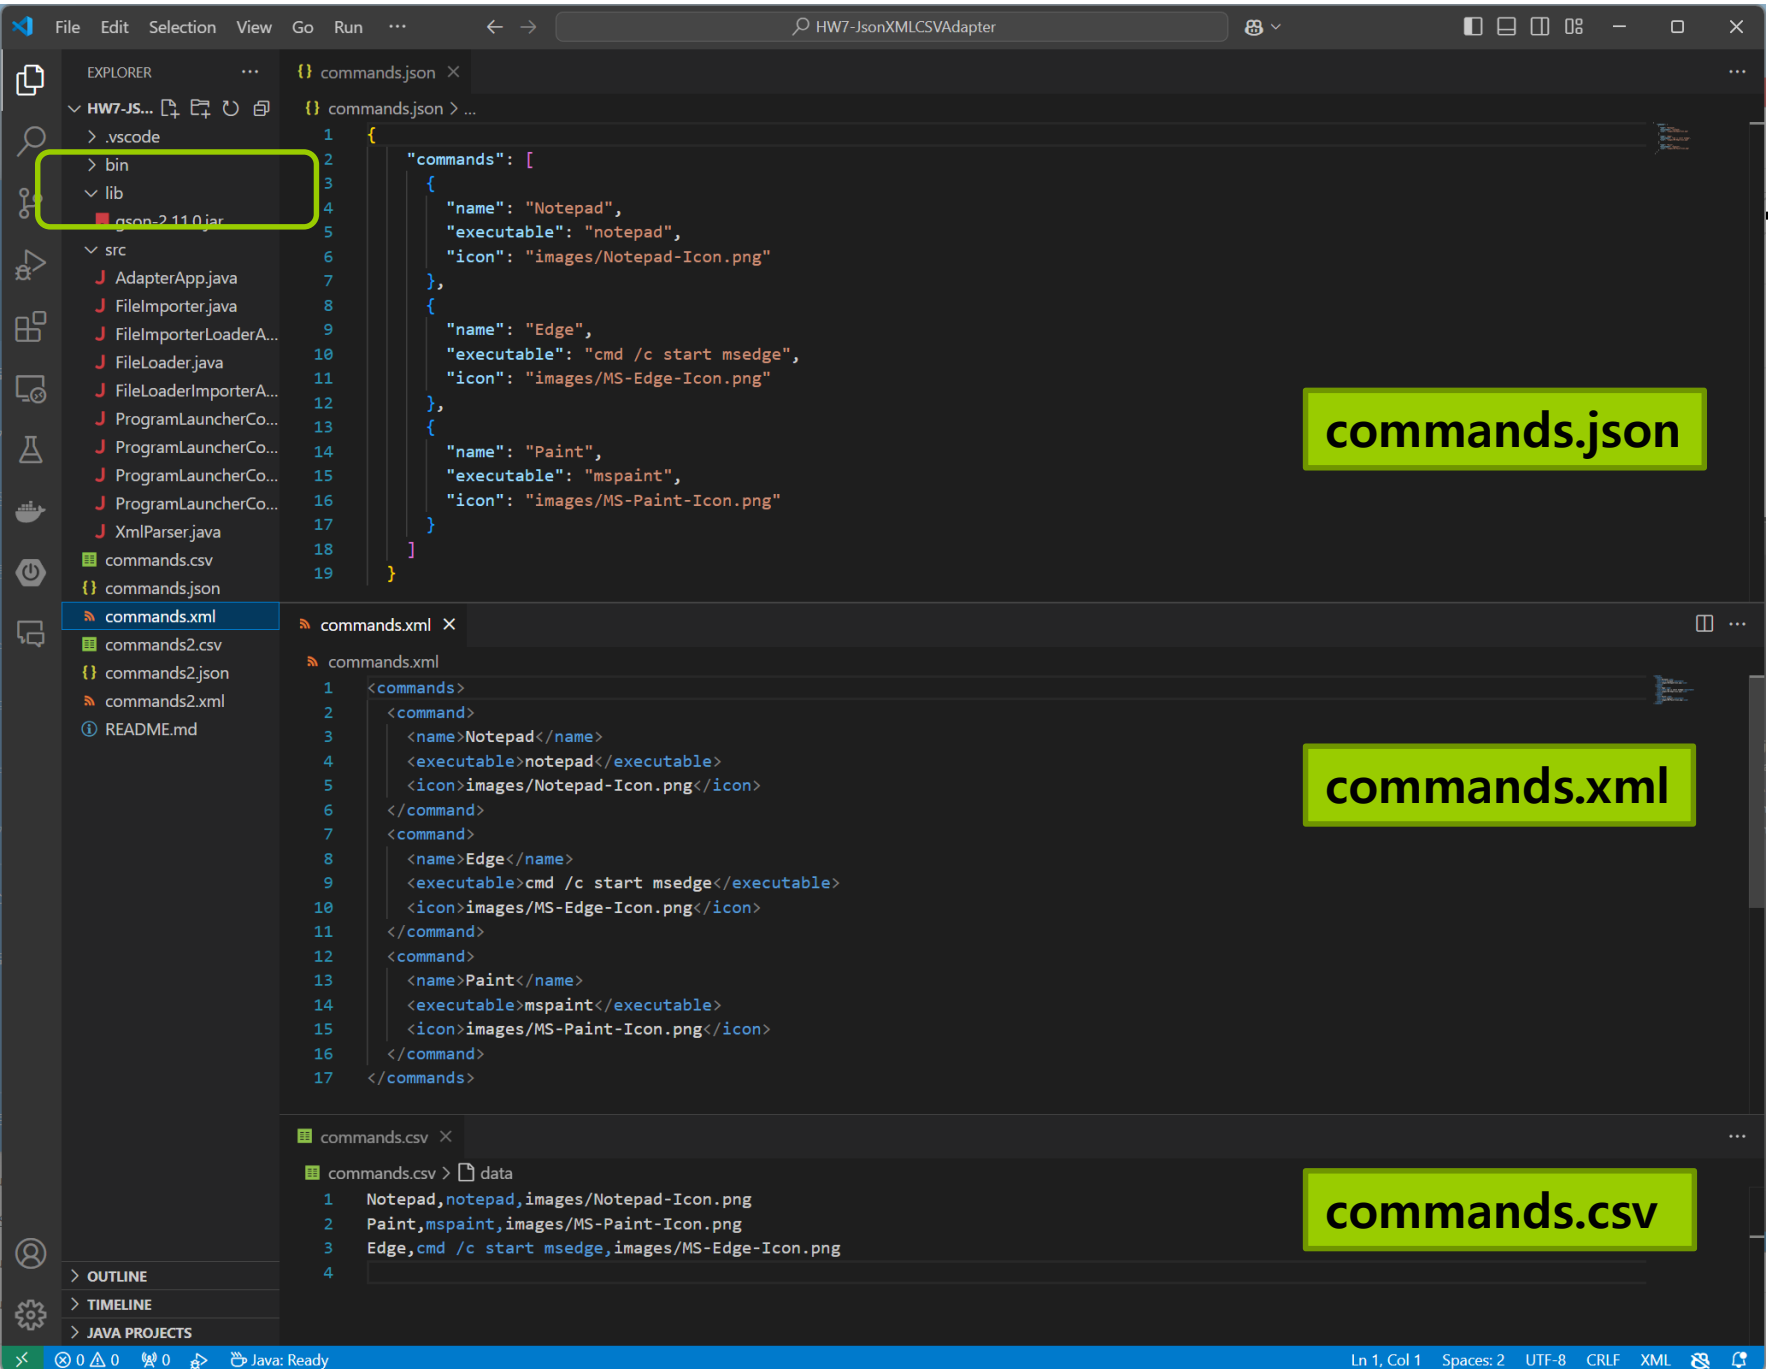 File Edit Selection View Go Run ···
HW7-JsonXMLCSVAdapter
EXPLORER
HW7-JS...
.vscode
bin
lib
gson-2.11.0.jar
src
J AdapterApp.java
J FileImporter.java
J FileImporterLoaderA...
J FileLoader.java
J FileLoaderImporterA...
J ProgramLauncherCo...
J ProgramLauncherCo...
J ProgramLauncherCo...
J ProgramLauncherCo...
J XmlParser.java
commands.csv
{} commands.json
commands.xml
commands2.csv
{} commands2.json
commands2.xml
README.md
OUTLINE
TIMELINE
JAVA PROJECTS
{} commands.json
{} commands.json > ...
1 {
2 "commands": [
3 {
4 "name": "Notepad",
5 "executable": "notepad",
6 "icon": "images/Notepad-Icon.png"
7 },
8 {
9 "name": "Edge",
10 "executable": "cmd /c start msedge",
11 "icon": "images/MS-Edge-Icon.png"
12 },
13 {
14 "name": "Paint",
15 "executable": "mspaint",
16 "icon": "images/MS-Paint-Icon.png"
17 }
18 ]
19 }
commands.json
commands.xml
commands.xml
1 <commands>
2 <command>
3 <name>Notepad</name>
4 <executable>notepad</executable>
5 <icon>images/Notepad-Icon.png</icon>
6 </command>
7 <command>
8 <name>Edge</name>
9 <executable>cmd /c start msedge</executable>
10 <icon>images/MS-Edge-Icon.png</icon>
11 </command>
12 <command>
13 <name>Paint</name>
14 <executable>mspaint</executable>
15 <icon>images/MS-Paint-Icon.png</icon>
16 </command>
17 </commands>
commands.xml
commands.csv
commands.csv > data
1 Notepad,notepad,images/Notepad-Icon.png
2 Paint,mspaint,images/MS-Paint-Icon.png
3 Edge,cmd /c start msedge,images/MS-Edge-Icon.png
4
commands.csv
0 0 0 Java: Ready
Ln 1, Col 1 Spaces: 2 UTF-8 CRLF XML